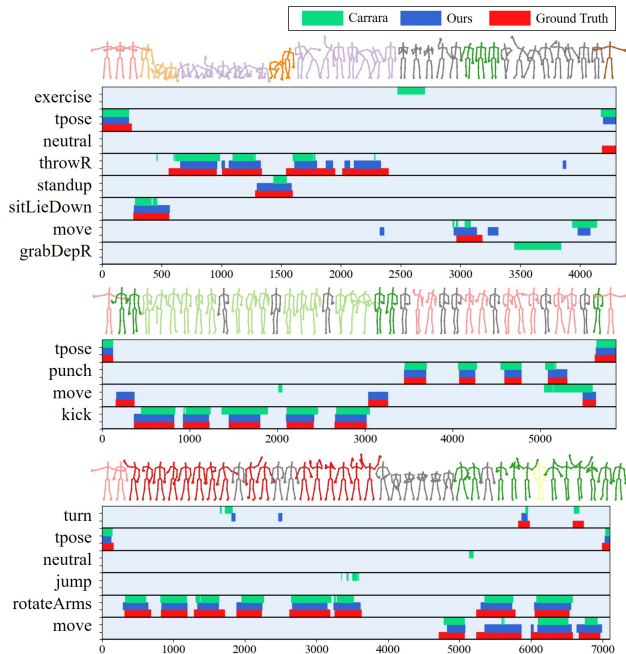 Carrara Ours Ground Truth
exercise
tpose
neutral
throwR
standup
sitLieDown
move
grabDepR
0 500 1000 1500 2000 2500 3000 3500 4000
tpose
punch
move
kick
0 1000 2000 3000 4000 5000
turn
tpose
neutral
jump
rotateArms
move
0 1000 2000 3000 4000 5000 6000 7000